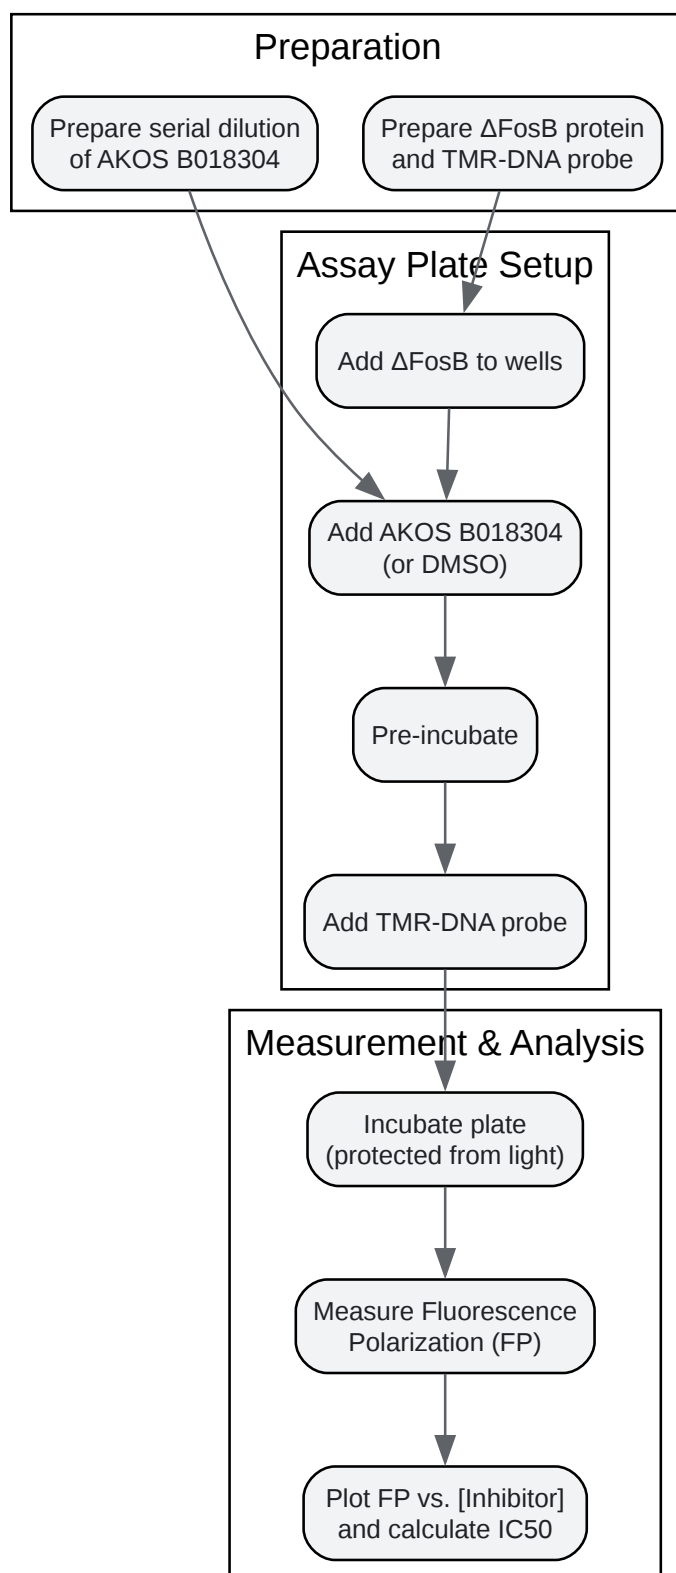 Preparation
Prepare serial dilution
of AKOS B018304
Prepare ΔFosB protein
and TMR-DNA probe
Assay Plate Setup
Add ΔFosB to wells
Add AKOS B018304
(or DMSO)
Pre-incubate
Add TMR-DNA probe
Measurement & Analysis
Incubate plate
(protected from light)
Measure Fluorescence
Polarization (FP)
Plot FP vs. [Inhibitor]
and calculate IC50